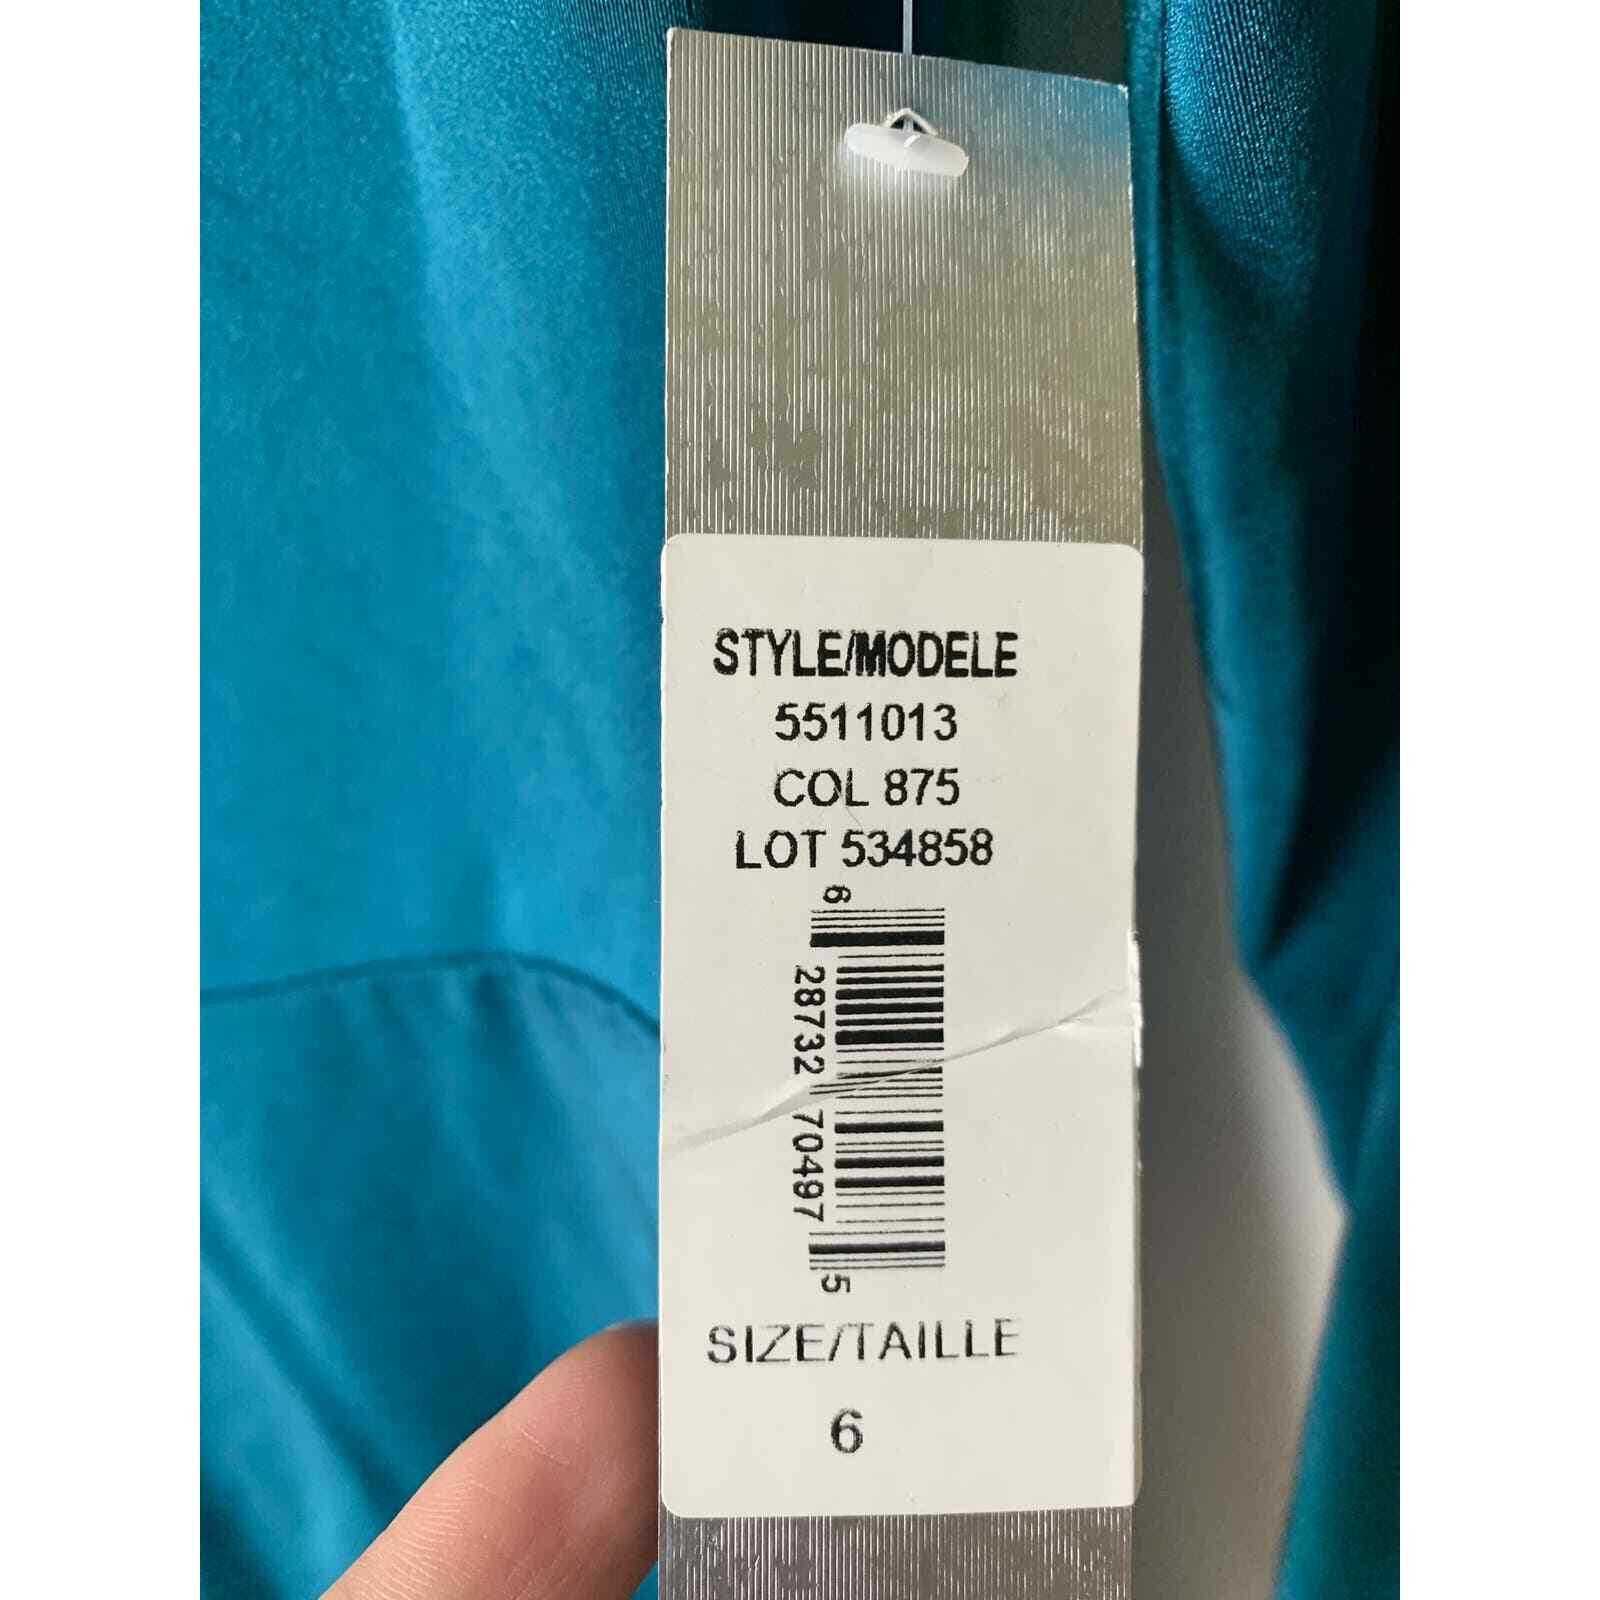 STYLE/MODELE
5511013
COL 875
LOT 534858
6 28732 70497 5
SIZE/TAILLE
6